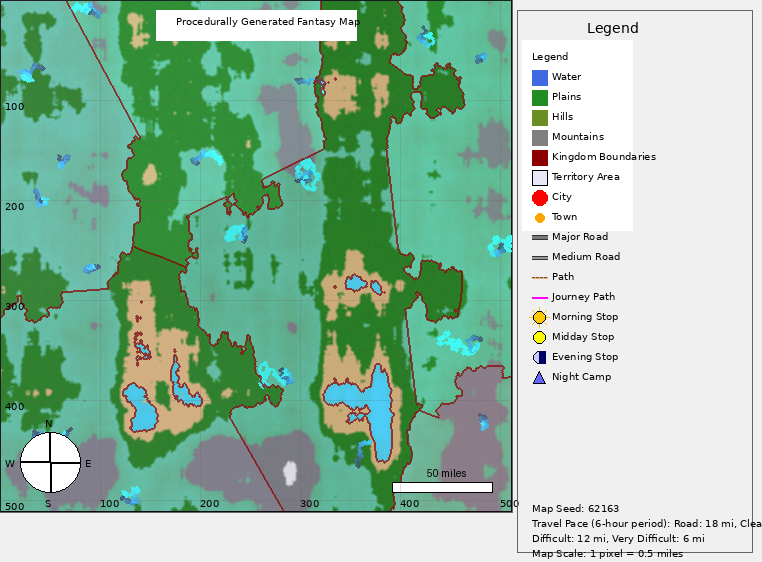 Procedurally Generated Fantasy Map
Legend
Legend
Water
Plains
Hills
Mountains
Kingdom Boundaries
Territory Area
City
Town
Major Road
Medium Road
Path
Journey Path
Morning Stop
Midday Stop
Evening Stop
Night Camp
100
200
300
400
500
N
W E
S
100 200 300 400 500
50 miles
Map Seed: 62163
Travel Pace (6-hour period): Road: 18 mi, Clea
Difficult: 12 mi, Very Difficult: 6 mi
Map Scale: 1 pixel = 0.5 miles